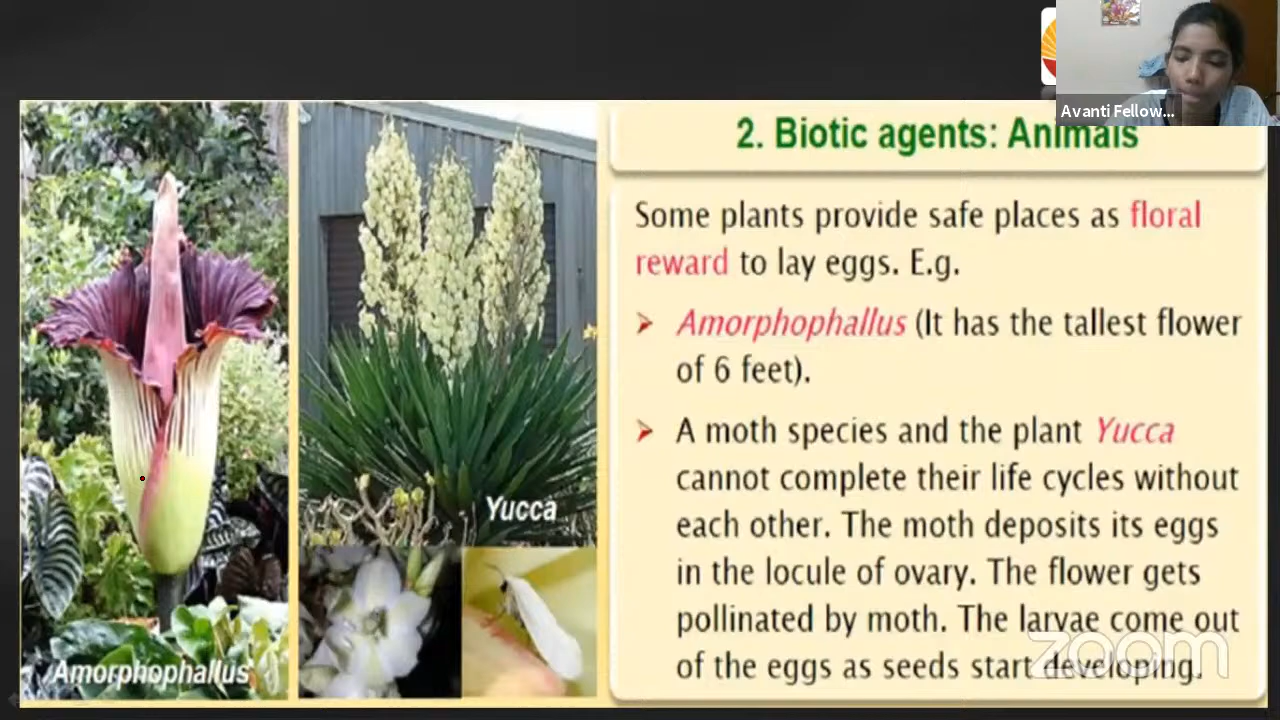 Avanti Fellow...
2. Biotic agents: Animals
Some plants provide safe places as floral
reward to lay eggs. E.g.
➢ Amorphophallus (It has the tallest flower
of 6 feet).
➢ A moth species and the plant Yucca
cannot complete their life cycles without
each other. The moth deposits its eggs
in the locule of ovary. The flower gets
pollinated by moth. The larvae come out
of the eggs as seeds start developing.
Yucca
Amorphophallus
zoom